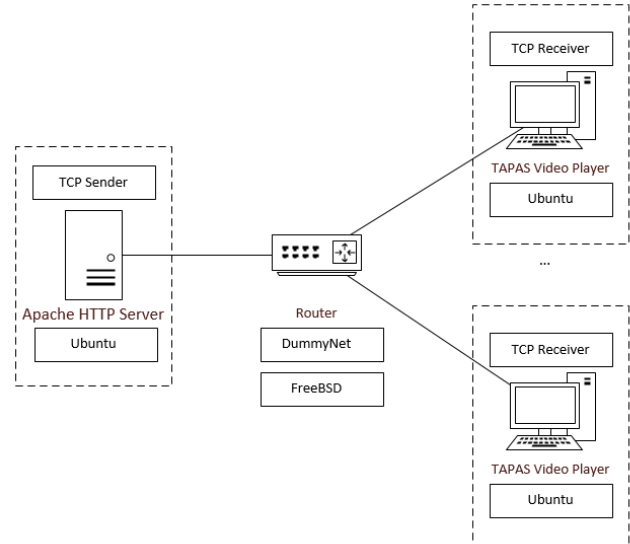 TCP Sender
Apache HTTP Server
Ubuntu
Router
DummyNet
FreeBSD
TCP Receiver
TAPAS Video Player
Ubuntu
...
TCP Receiver
TAPAS Video Player
Ubuntu